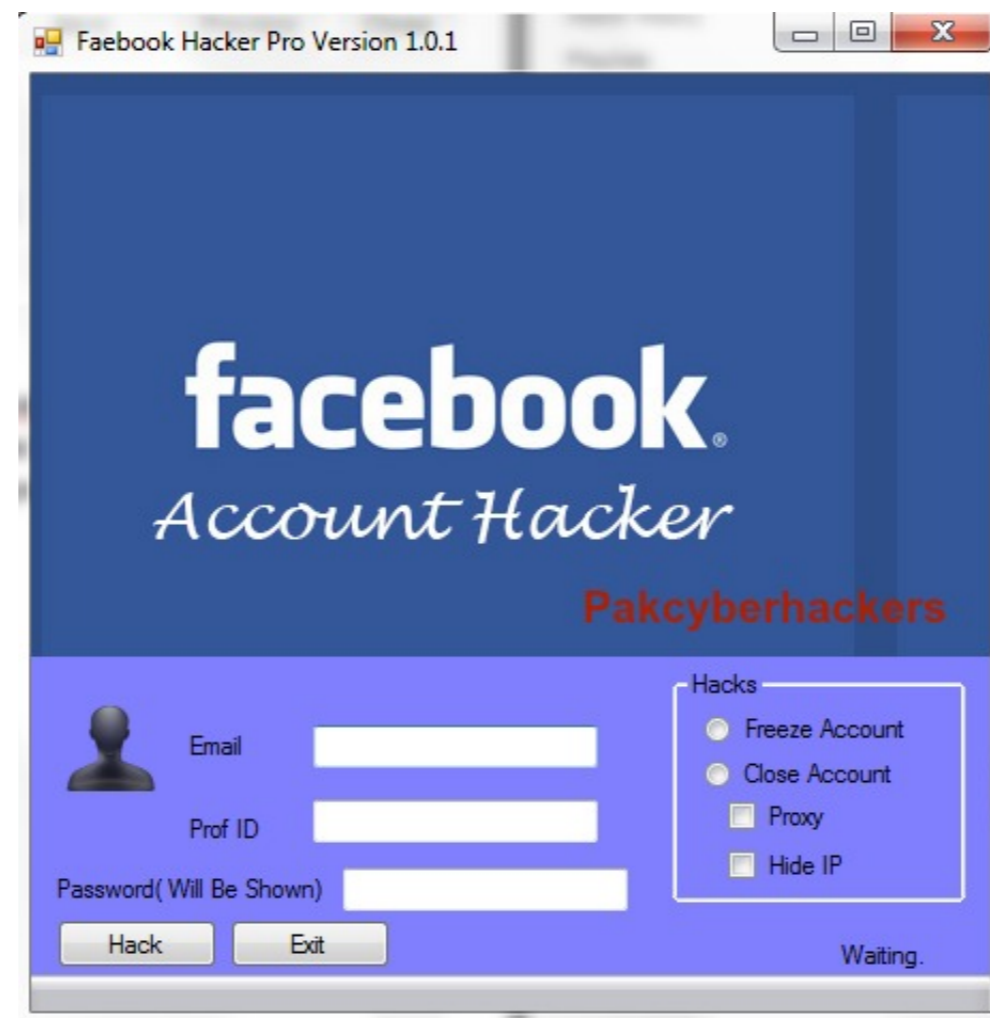 Faebook Hacker Pro Version 1.0.1
facebook®
Account Hacker
Pakcyberhackers
Hacks
Email
Freeze Account
Close Account
Prof ID
Proxy
Hide IP
Password( Will Be Shown)
Hack
Exit
Waiting.